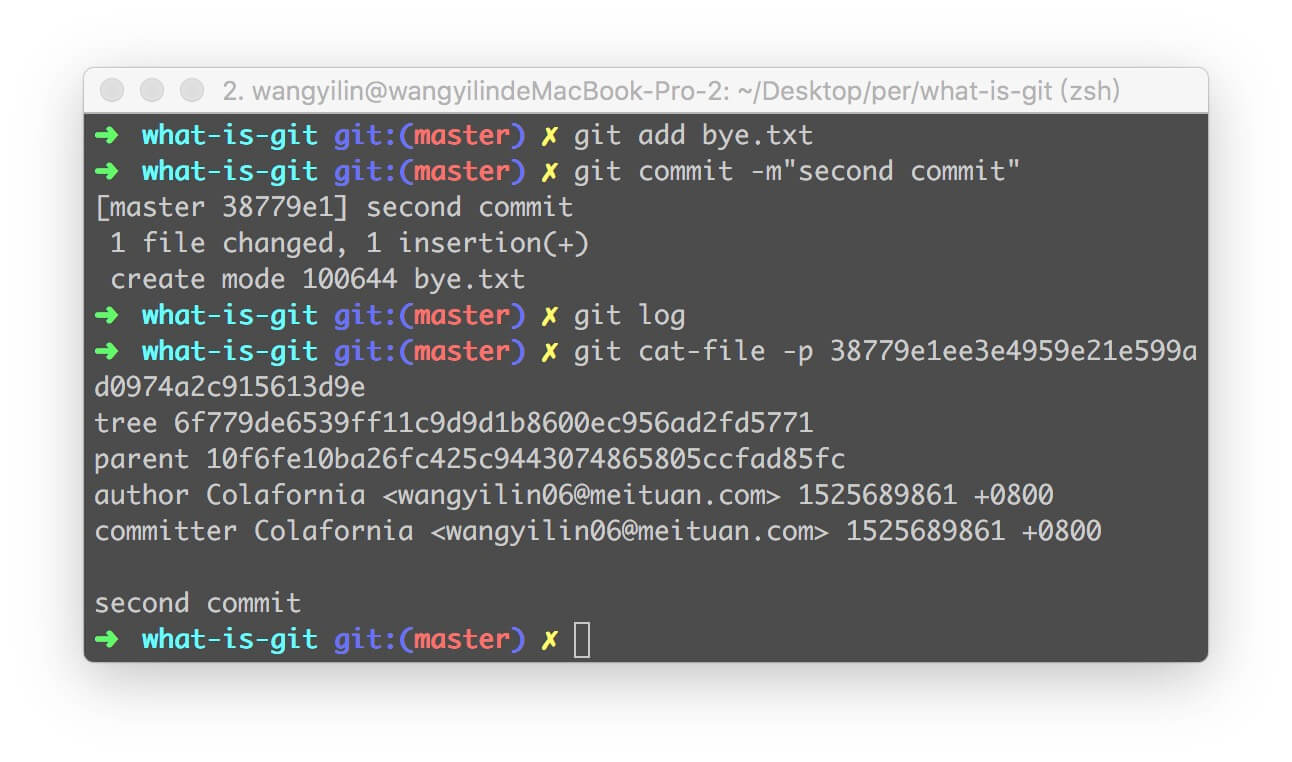 2. wangyilin@wangyilindeMacBook-Pro-2: ~/Desktop/per/what-is-git (zsh)
➜ what-is-git git:(master) ✗ git add bye.txt
➜ what-is-git git:(master) ✗ git commit -m"second commit"
[master 38779e1] second commit
1 file changed, 1 insertion(+)
create mode 100644 bye.txt
➜ what-is-git git:(master) ✗ git log
➜ what-is-git git:(master) ✗ git cat-file -p 38779e1ee3e4959e21e599a
d0974a2c915613d9e
tree 6f779de6539ff11c9d9d1b8600ec956ad2fd5771
parent 10f6fe10ba26fc425c9443074865805ccfad85fc
author Colafornia <wangyilin06@meituan.com> 1525689861 +0800
committer Colafornia <wangyilin06@meituan.com> 1525689861 +0800
second commit
➜ what-is-git git:(master) ✗